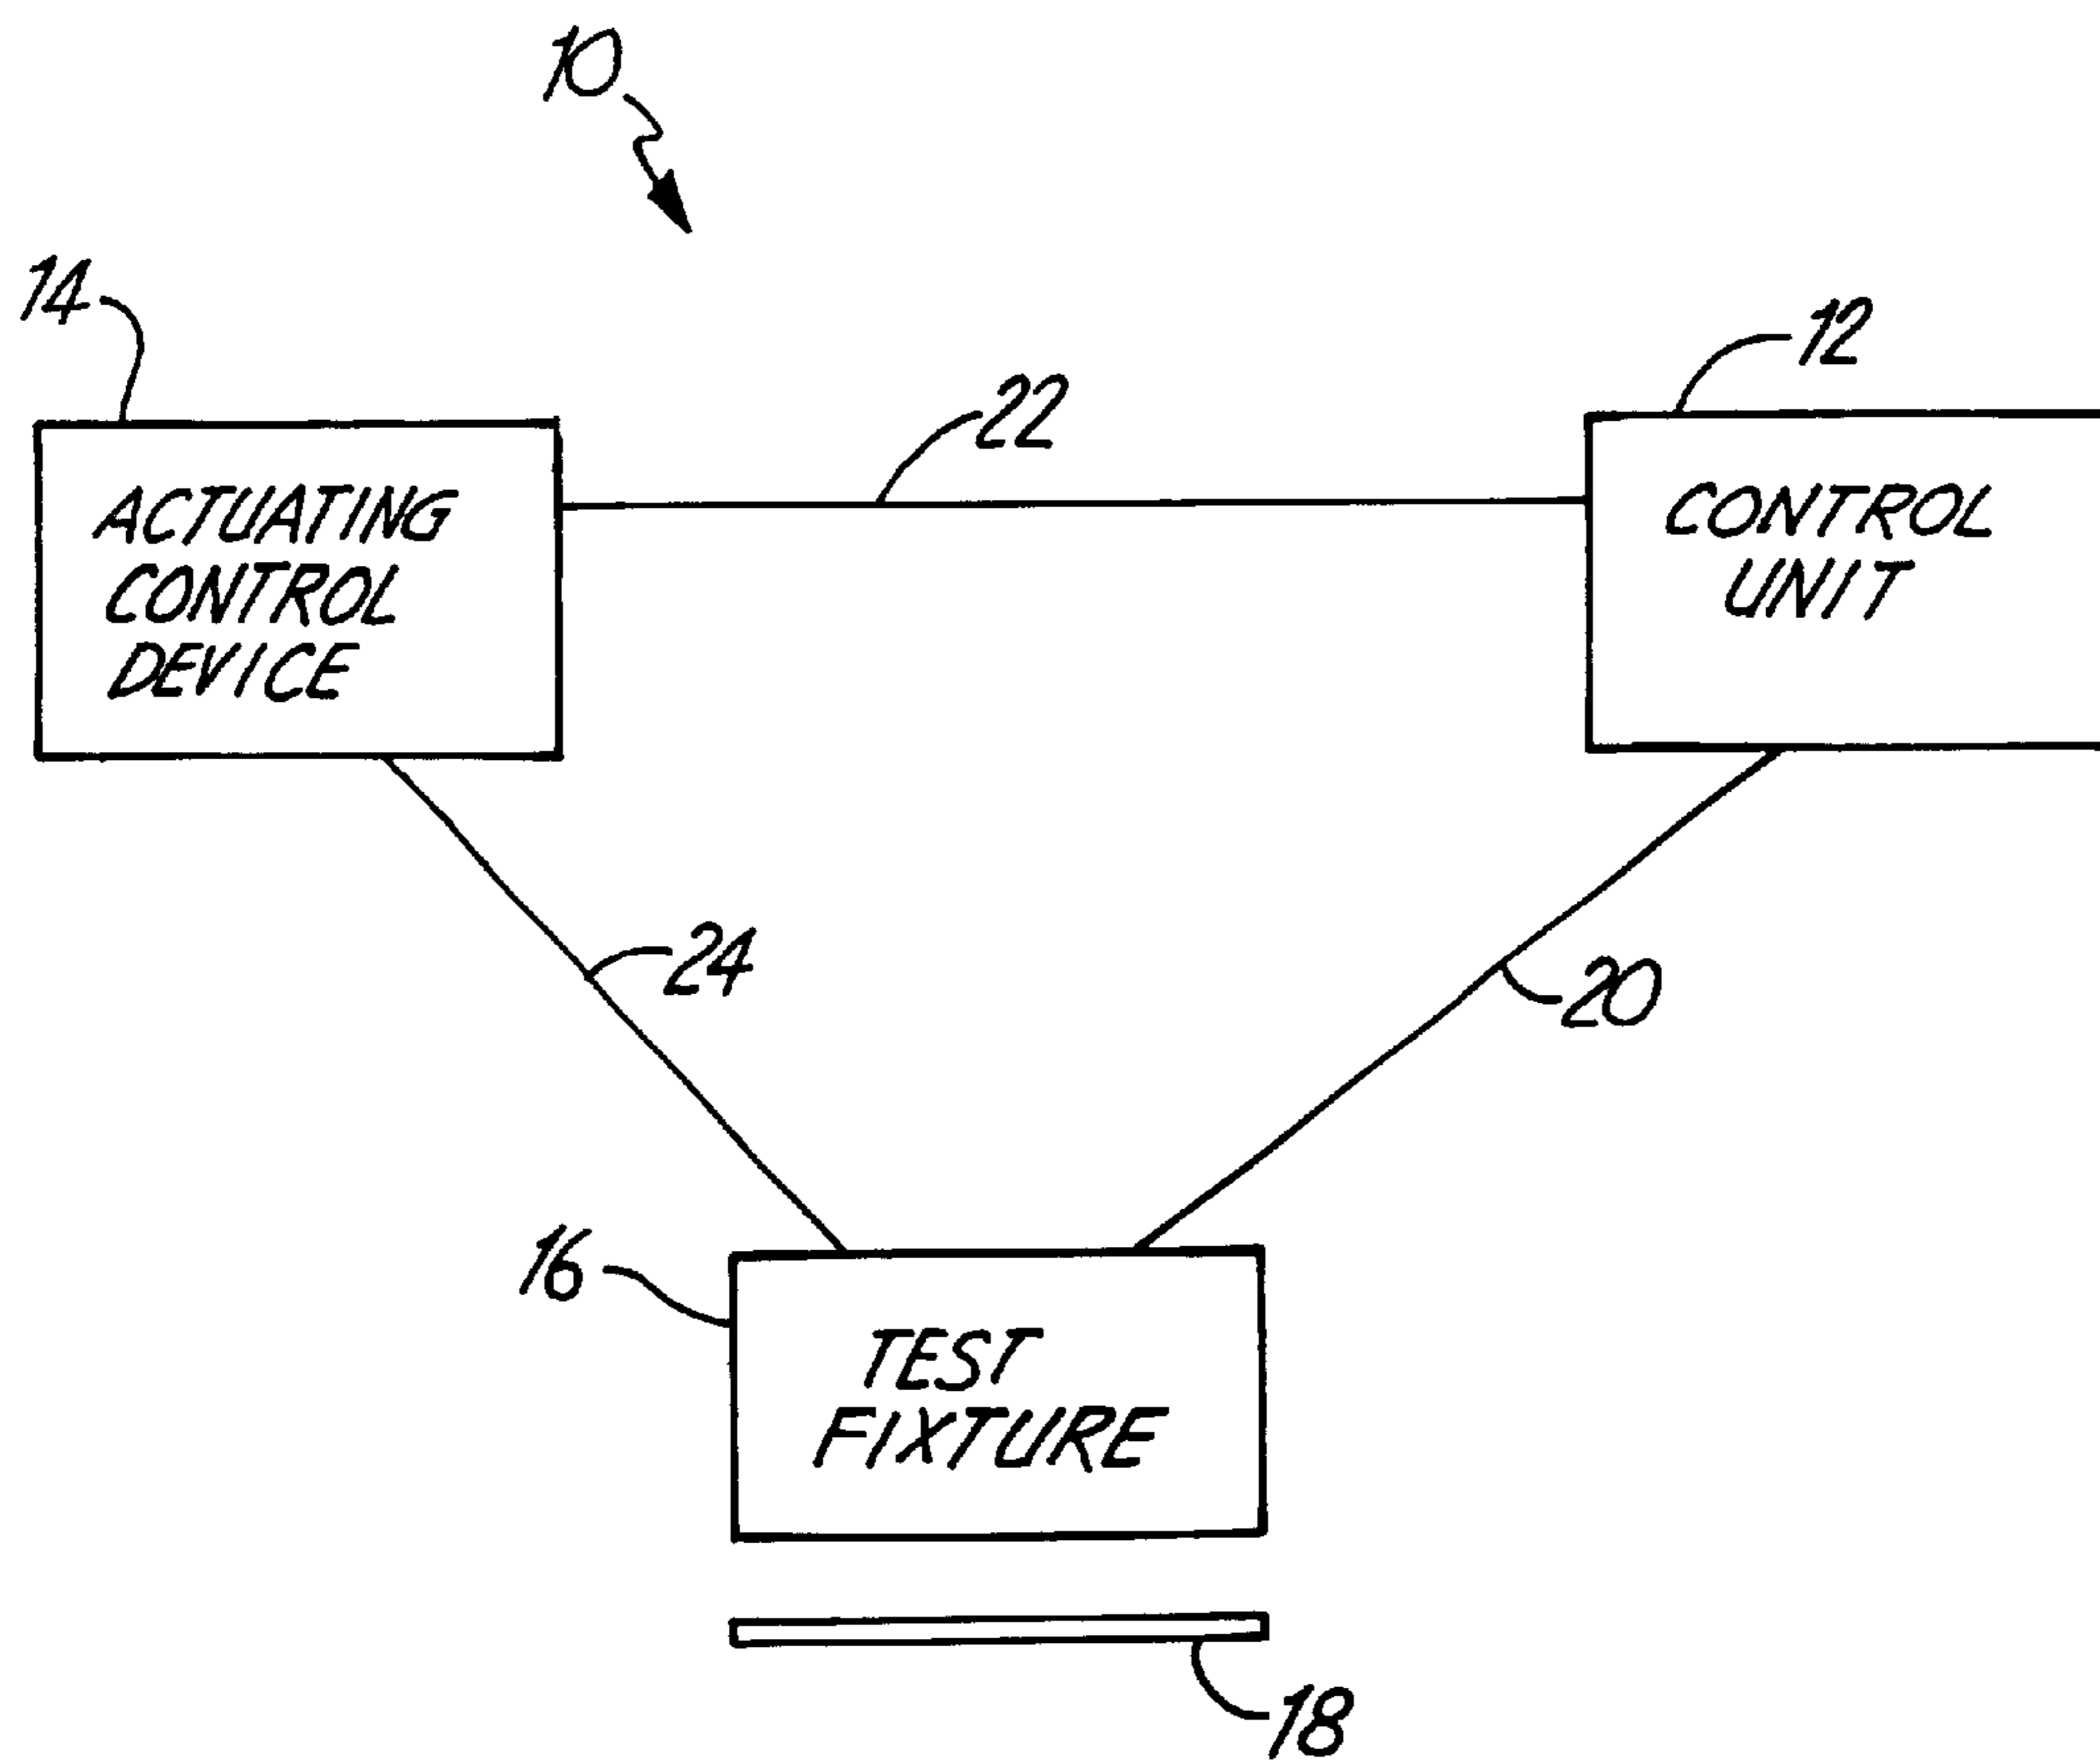 10
14
12
22
ACTUATING
CONTROL
DEVICE
CONTROL
UNIT
24
20
16
TEST
FIXTURE
18